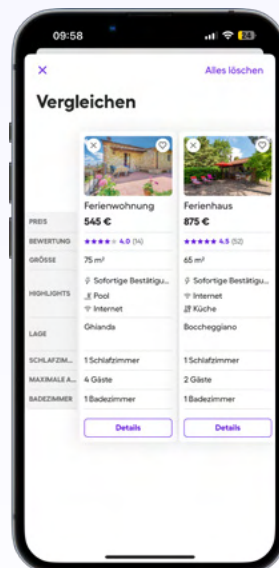 09:58
24
Alles löschen
Vergleichen
Ferienwohnung Ferienhaus
PREIS 545 € 875 €
BEWERTUNG 4.0 (14) 4.5 (52)
GRÖSSE 75 m² 65 m²
HIGHLIGHTS
Sofortige Bestätigu... Sofortige Bestätigu...
Pool Internet
Internet Küche
LAGE Ghianda Boccheggiano
SCHLAFZIM... 1 Schlafzimmer 1 Schlafzimmer
MAXIMALE A... 4 Gäste 2 Gäste
BADEZIMMER 1 Badezimmer 1 Badezimmer
Details Details